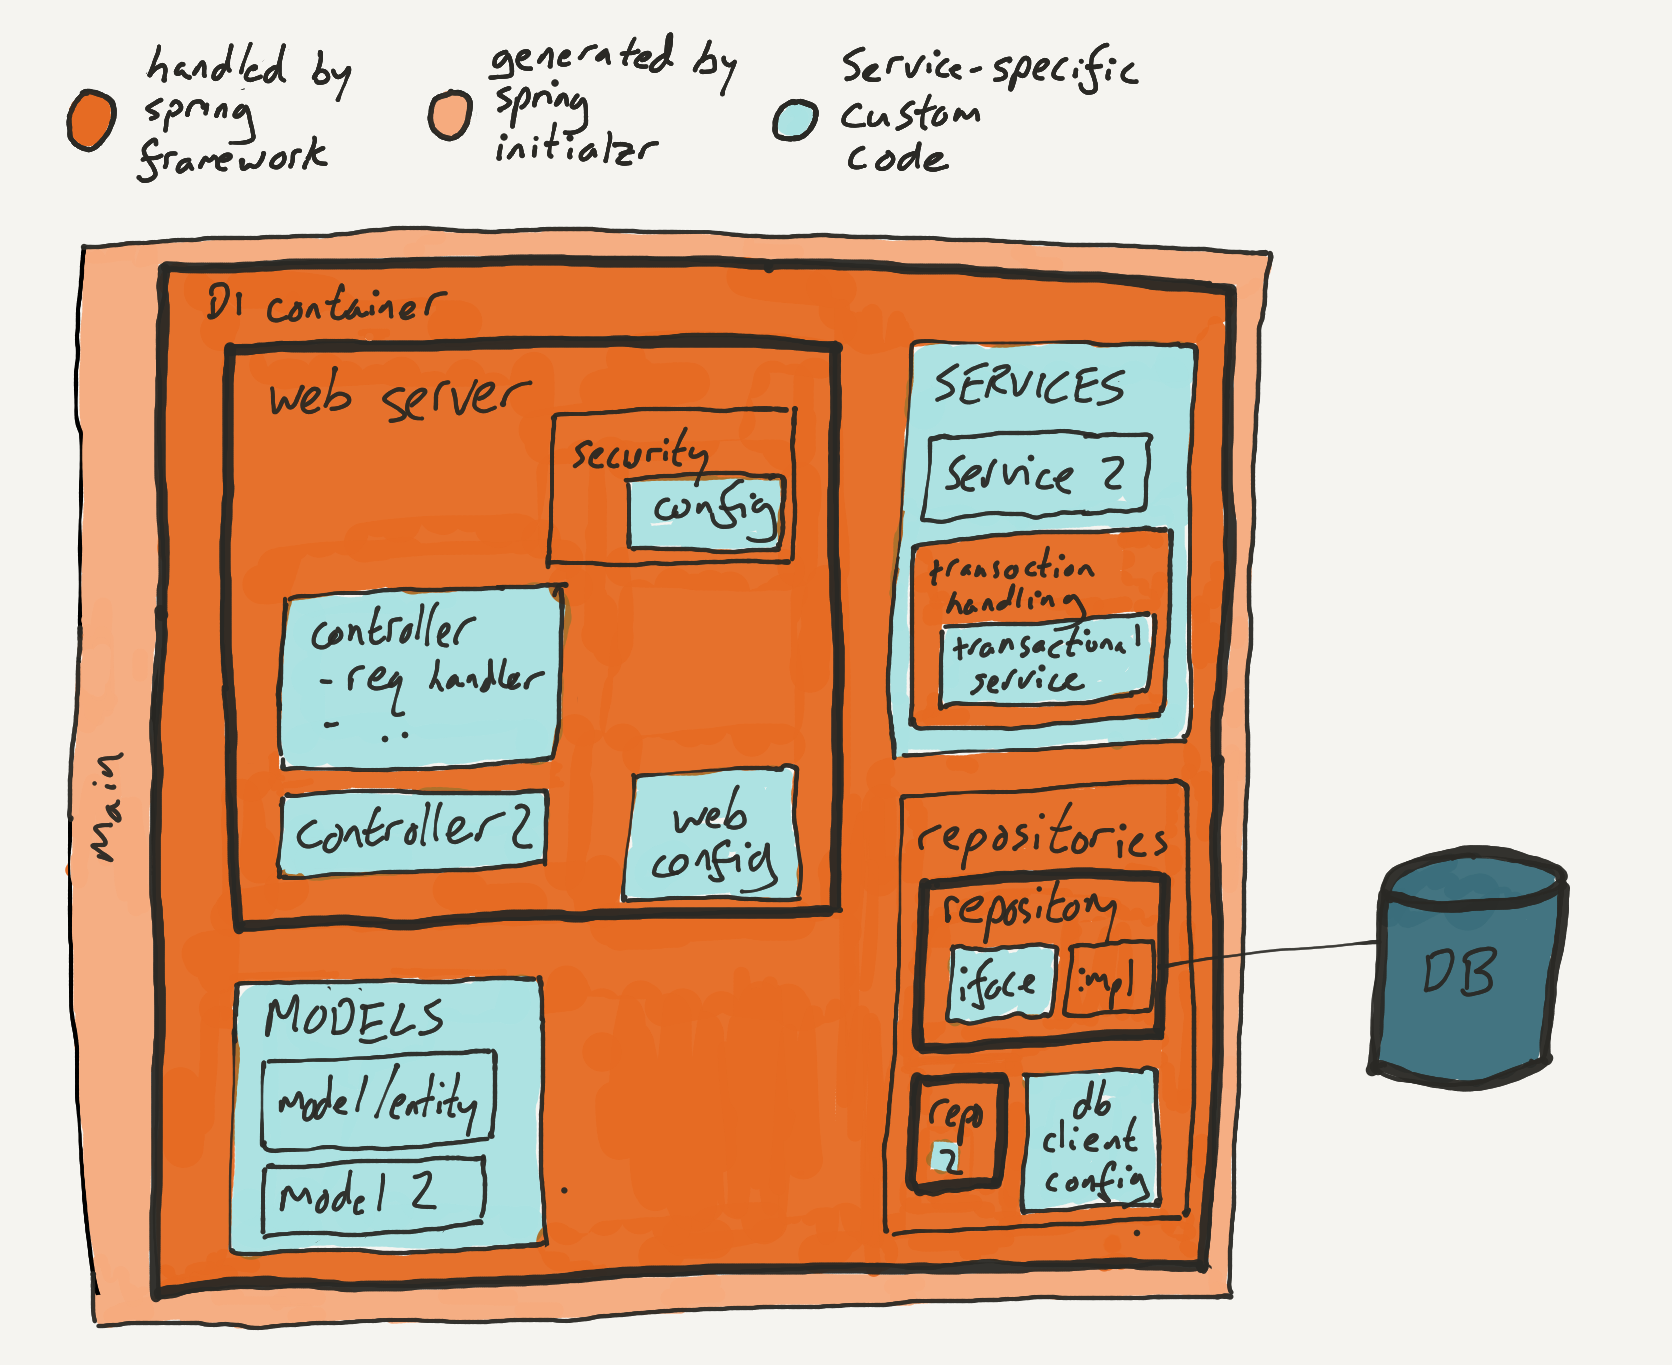 handled by
spring
framework
generated by
spring
initialzr
Service-specific
custom
code
Main
DI container
web server
security
config
controller
- req handler
- ..
controller 2
web
config
SERVICES
Service 2
transaction
handling
transactional
service
repositories
repository
iface
impl
repo
2
db
client
config
MODELS
model/entity
model 2
DB